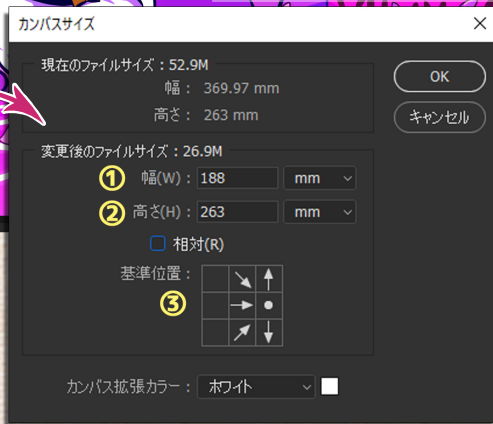 カンバスサイズ
現在のファイルサイズ : 52.9M
幅 : 369.97 mm
高さ : 263 mm
OK
キャンセル
変更後のファイルサイズ : 26.9M
① 幅(W) : 188 mm
② 高さ(H) : 263 mm
相対(R)
基準位置 :
③
カンバス拡張カラー : ホワイト